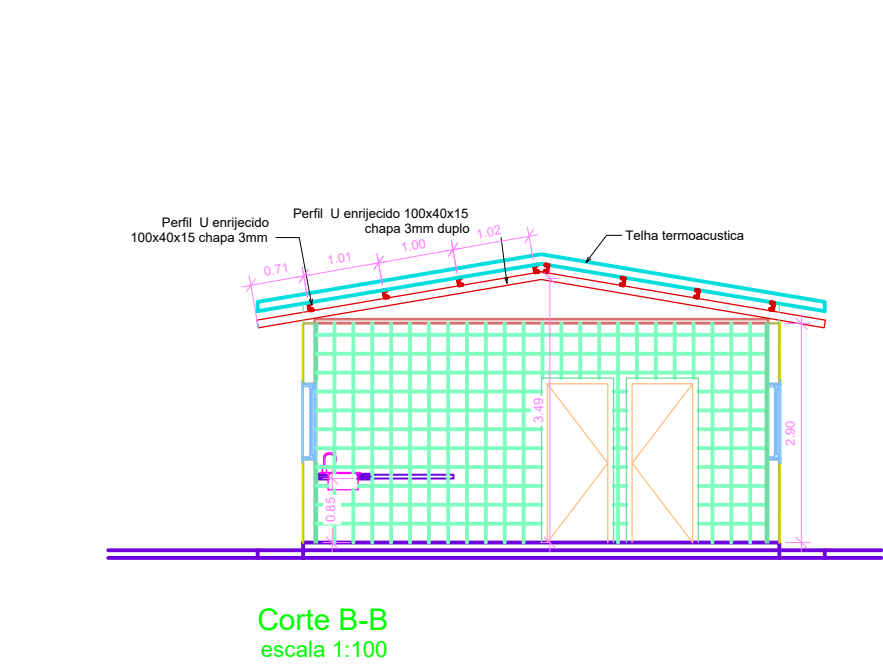 Perfil U enrijecido
100x40x15 chapa 3mm
Perfil U enrijecido 100x40x15
chapa 3mm duplo
Telha termoacustica
0.71
1.01
1.00
1.02
3.49
2.90
0.85
Corte B-B
escala 1:100